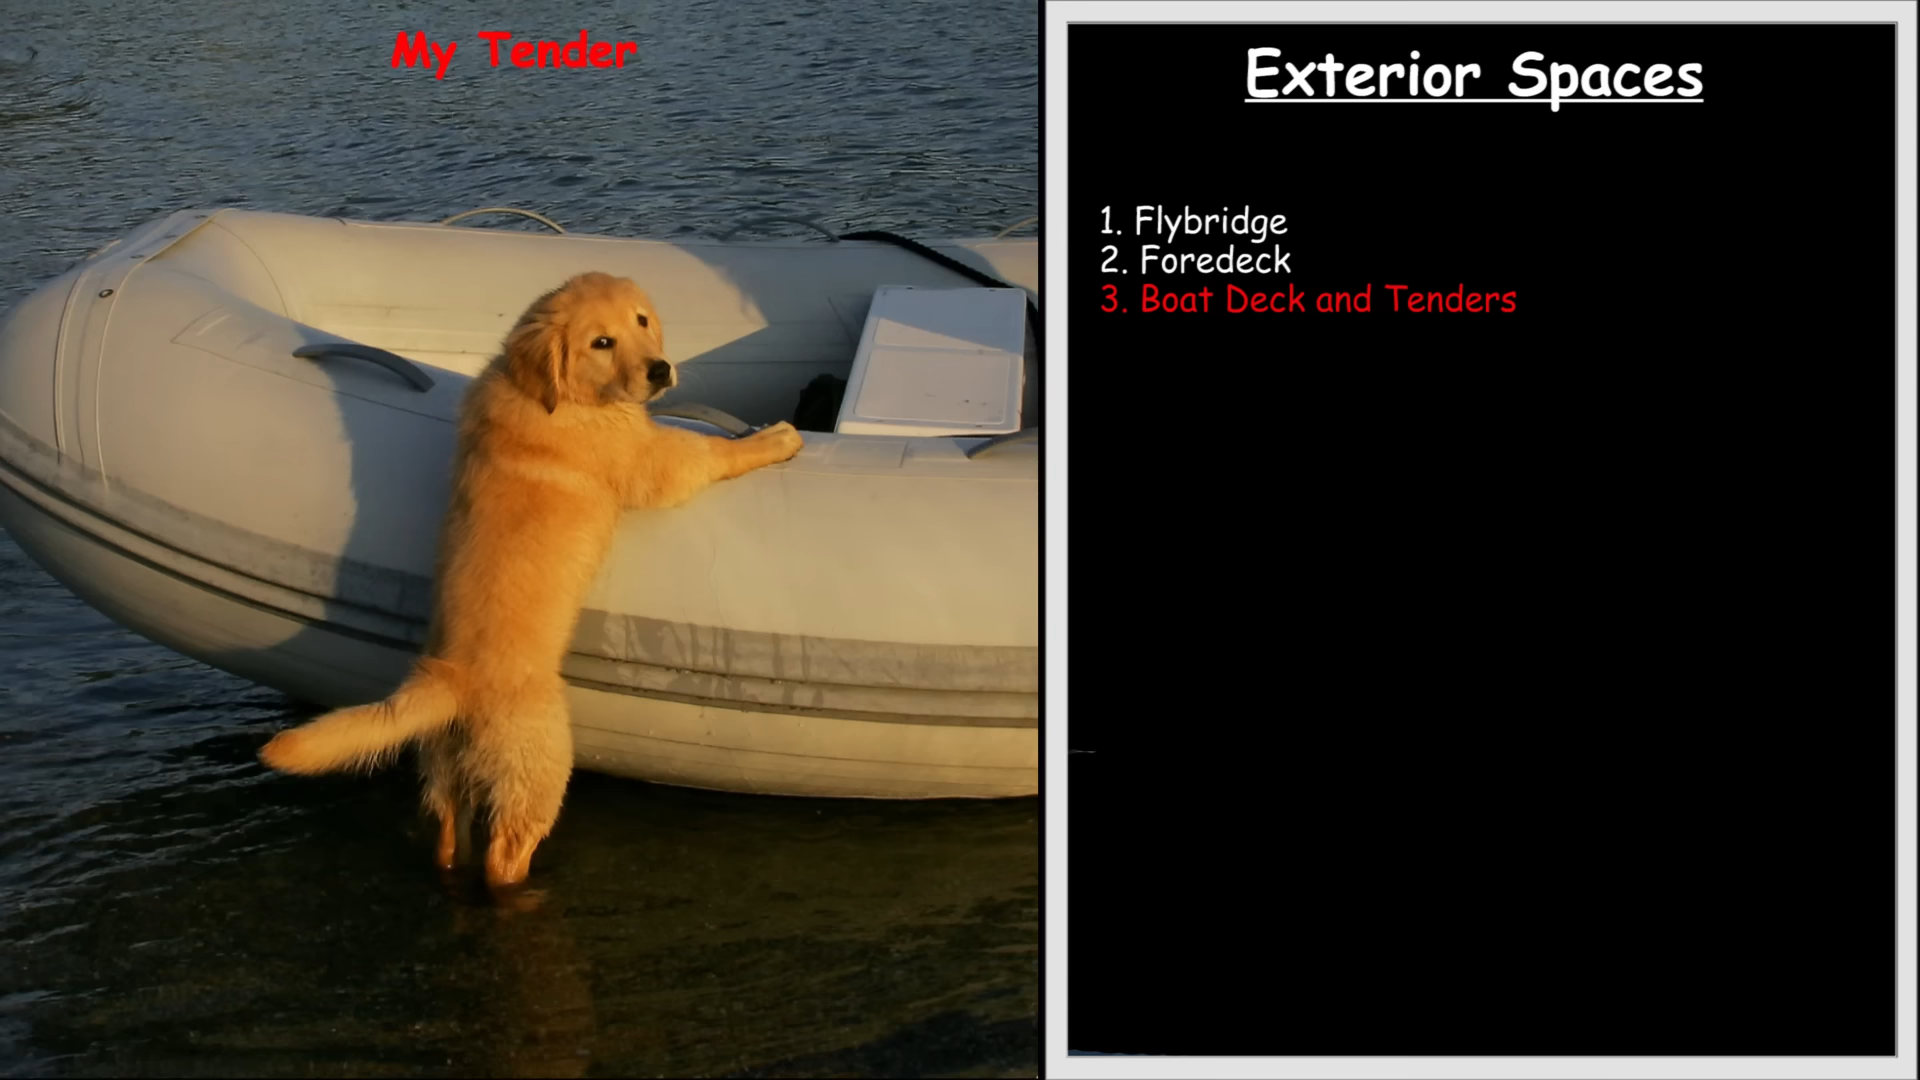 My Tender
Exterior Spaces
1. Flybridge
2. Foredeck
3. Boat Deck and Tenders